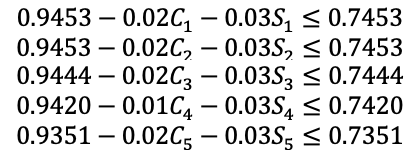 0.9453 − 0.02C₁ − 0.03S₁ ≤ 0.7453
0.9453 − 0.02C₂ − 0.03S₂ ≤ 0.7453
0.9444 − 0.02C₃ − 0.03S₃ ≤ 0.7444
0.9420 − 0.01C₄ − 0.03S₄ ≤ 0.7420
0.9351 − 0.02C₅ − 0.03S₅ ≤ 0.7351